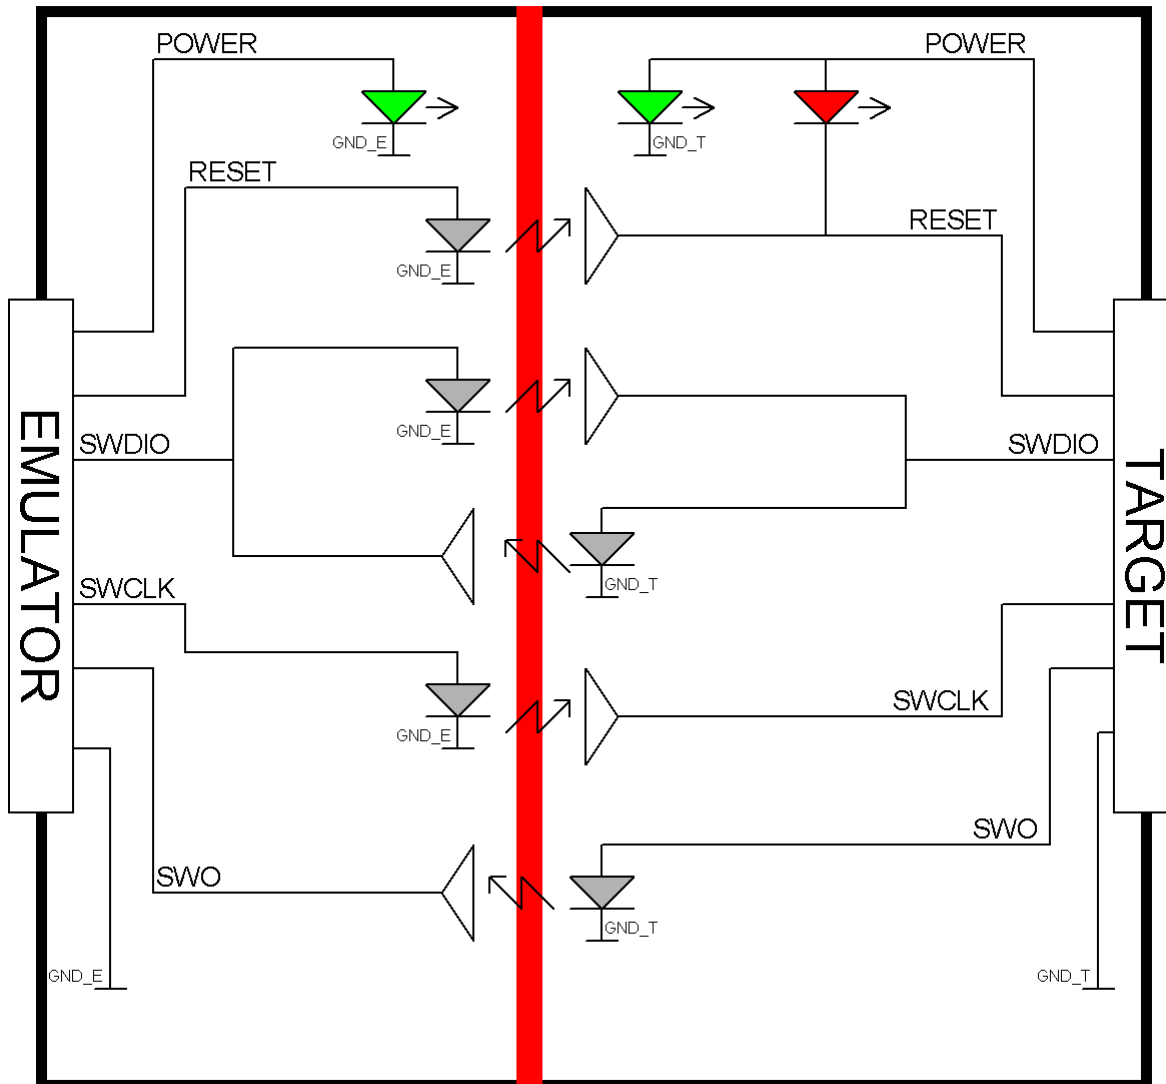 POWER
POWER
GND_E
GND_T
RESET
RESET
GND_E
EMULATOR
SWDIO
GND_E
SWDIO
TARGET
GND_T
SWCLK
GND_E
SWCLK
SWO
SWO
GND_T
GND_E
GND_T